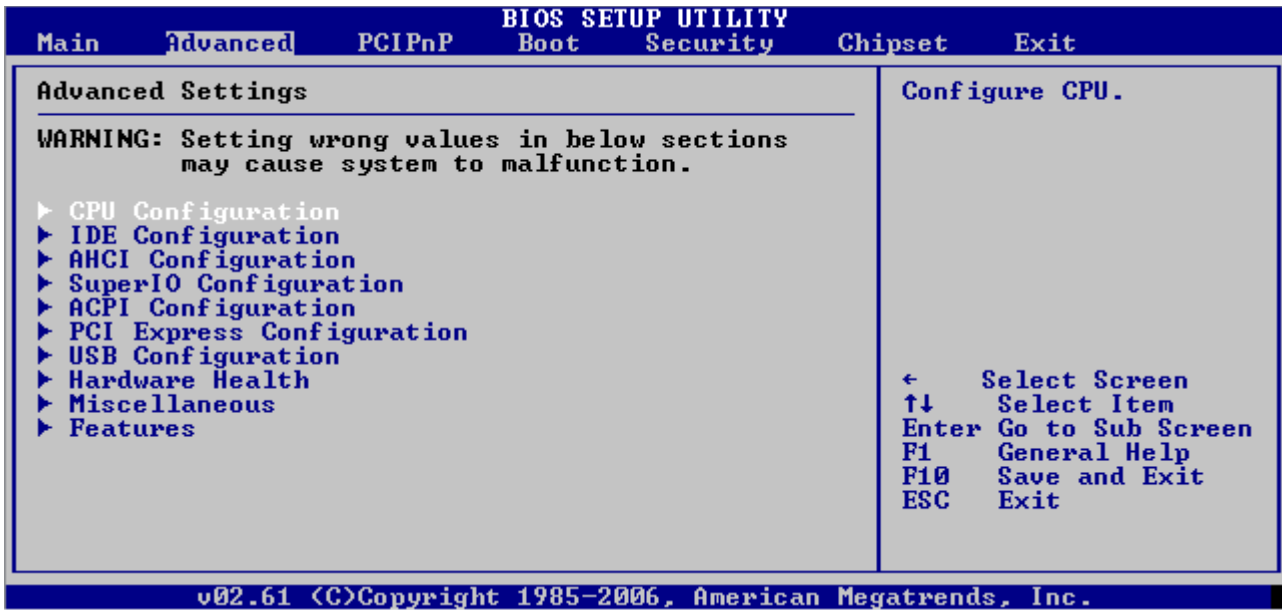 BIOS SETUP UTILITY
Main Advanced PCIPnP Boot Security Chipset Exit
Advanced Settings
WARNING: Setting wrong values in below sections
may cause system to malfunction.
► CPU Configuration
► IDE Configuration
► AHCI Configuration
► SuperIO Configuration
► ACPI Configuration
► PCI Express Configuration
► USB Configuration
► Hardware Health
► Miscellaneous
► Features
Configure CPU.
← Select Screen
↑↓ Select Item
Enter Go to Sub Screen
F1 General Help
F10 Save and Exit
ESC Exit
v02.61 (C)Copyright 1985-2006, American Megatrends, Inc.